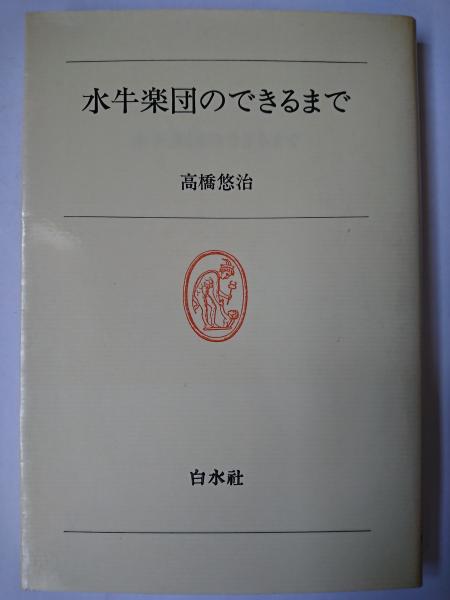 水牛楽団のできるまで
高橋悠治
白水社